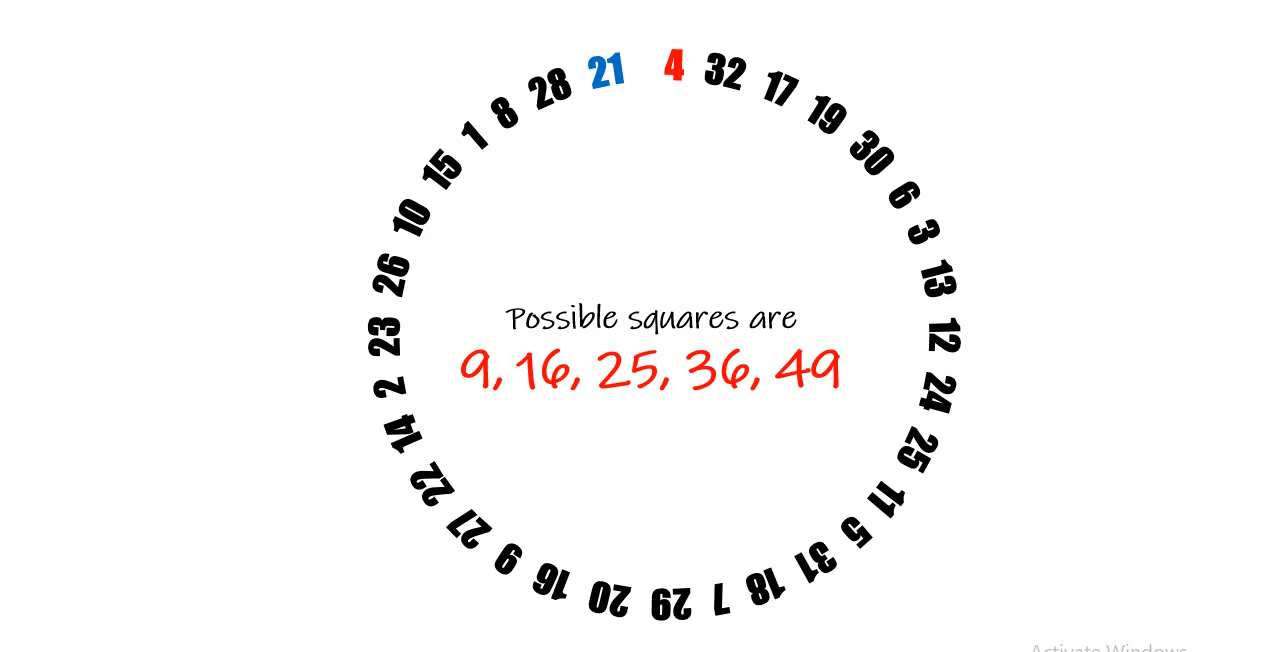 4 32 17 19 30 6 3 13 12 24 25 11 5 31 18 7 29 20 16 9 27 22 14 2 23 26 10 15 1 8 28 21
Possible squares are
9, 16, 25, 36, 49